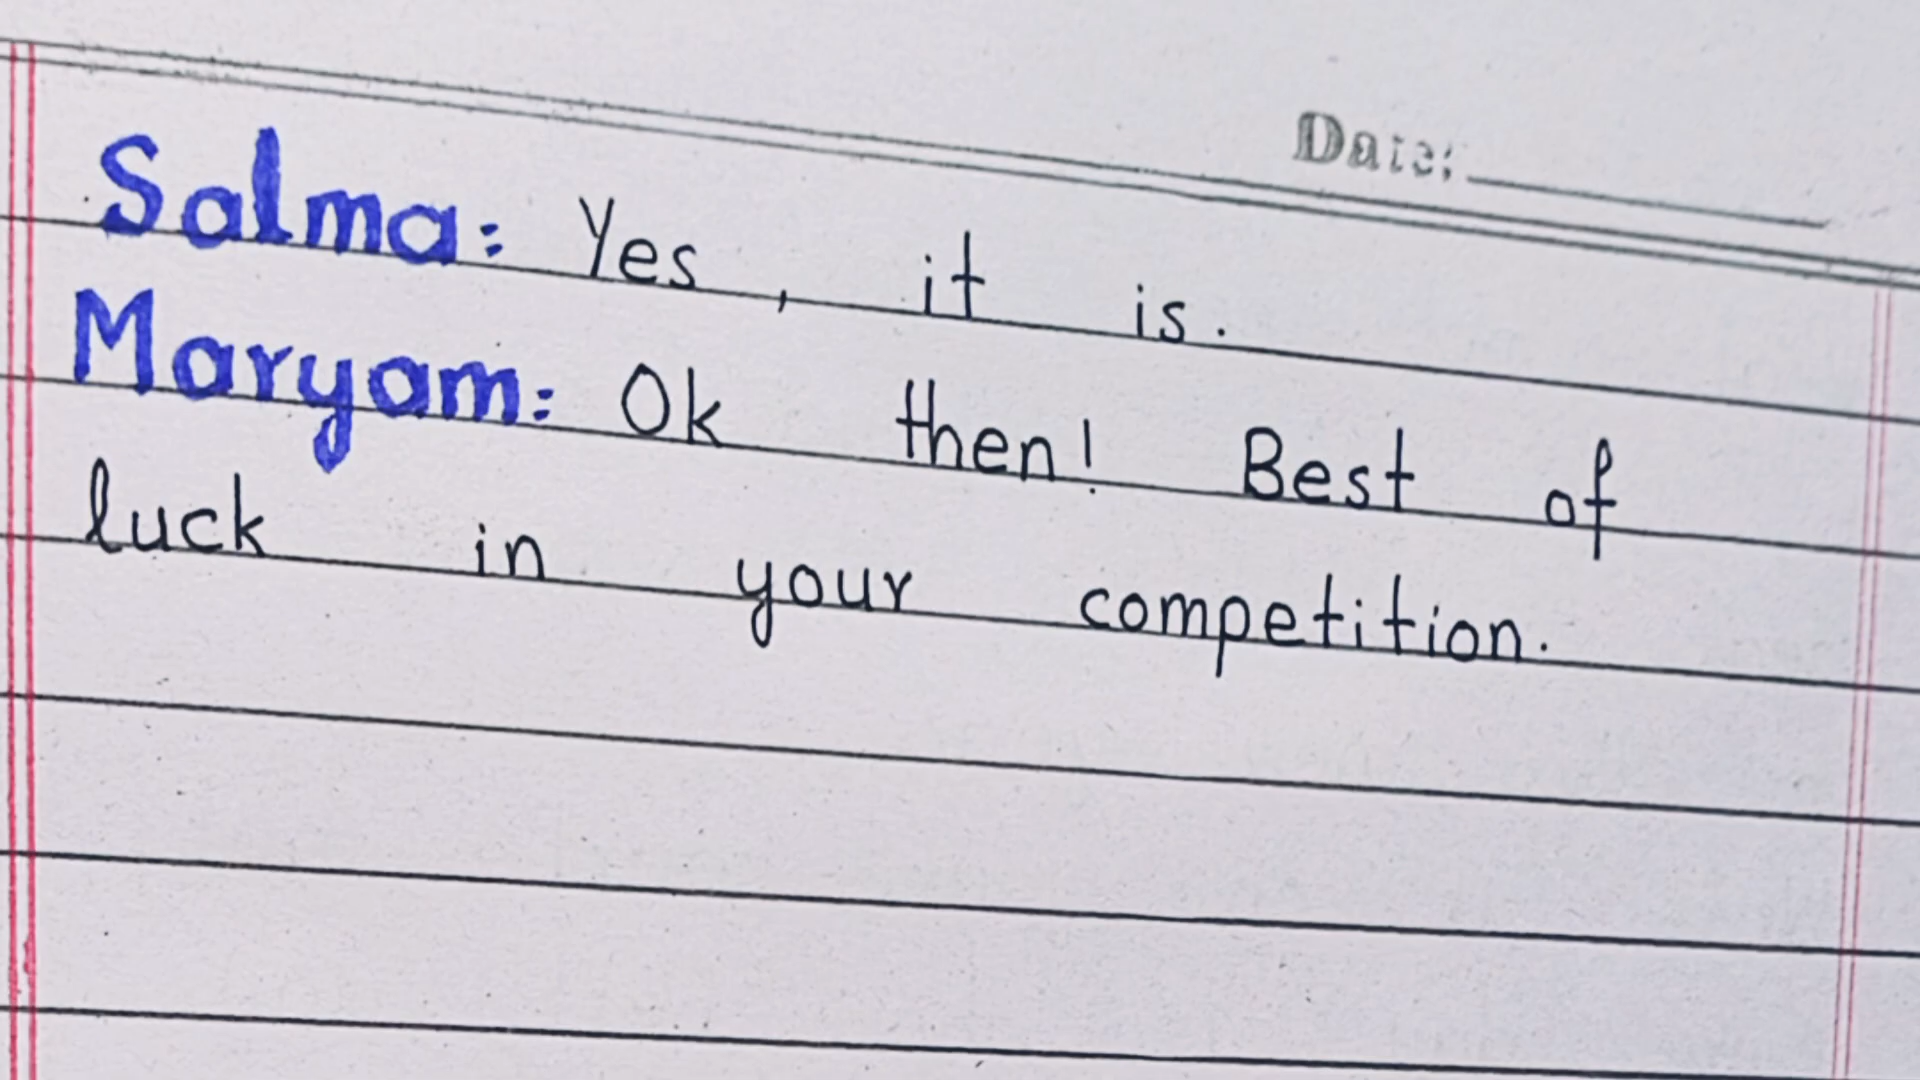 Date:
Salma: Yes, it is.
Maryam: Ok then! Best of
luck in your competition.